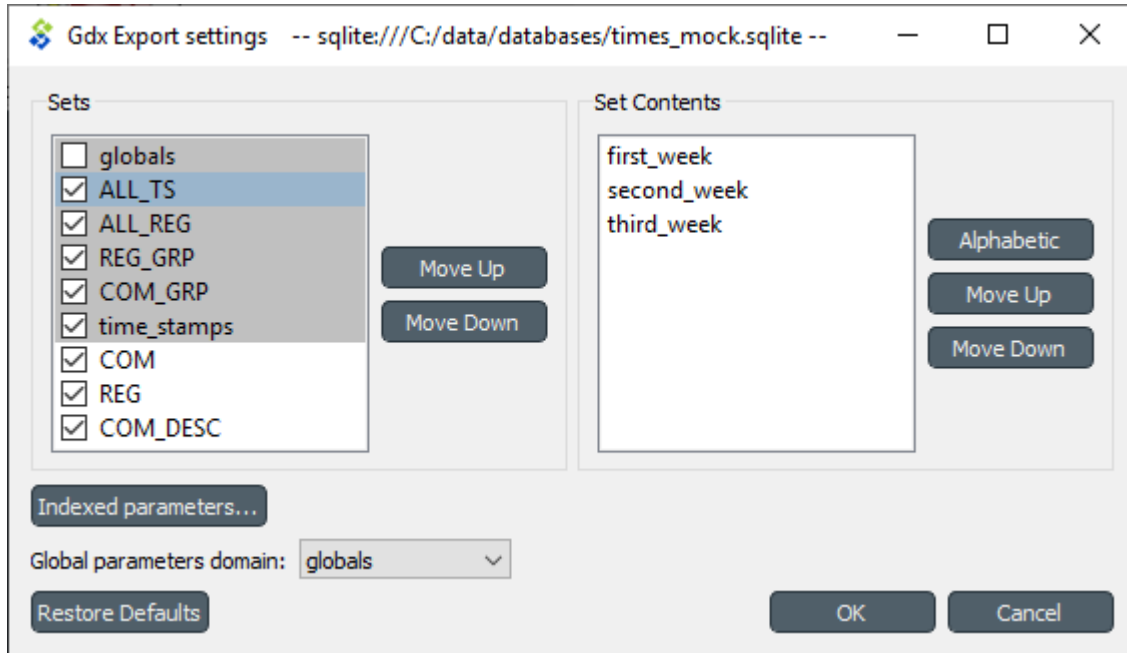 Gdx Export settings -- sqlite:///C:/data/databases/times_mock.sqlite --
Sets
globals
ALL_TS
ALL_REG
REG_GRP
COM_GRP
time_stamps
COM
REG
COM_DESC
Move Up
Move Down
Set Contents
first_week
second_week
third_week
Alphabetic
Move Up
Move Down
Indexed parameters...
Global parameters domain: globals
Restore Defaults
OK
Cancel